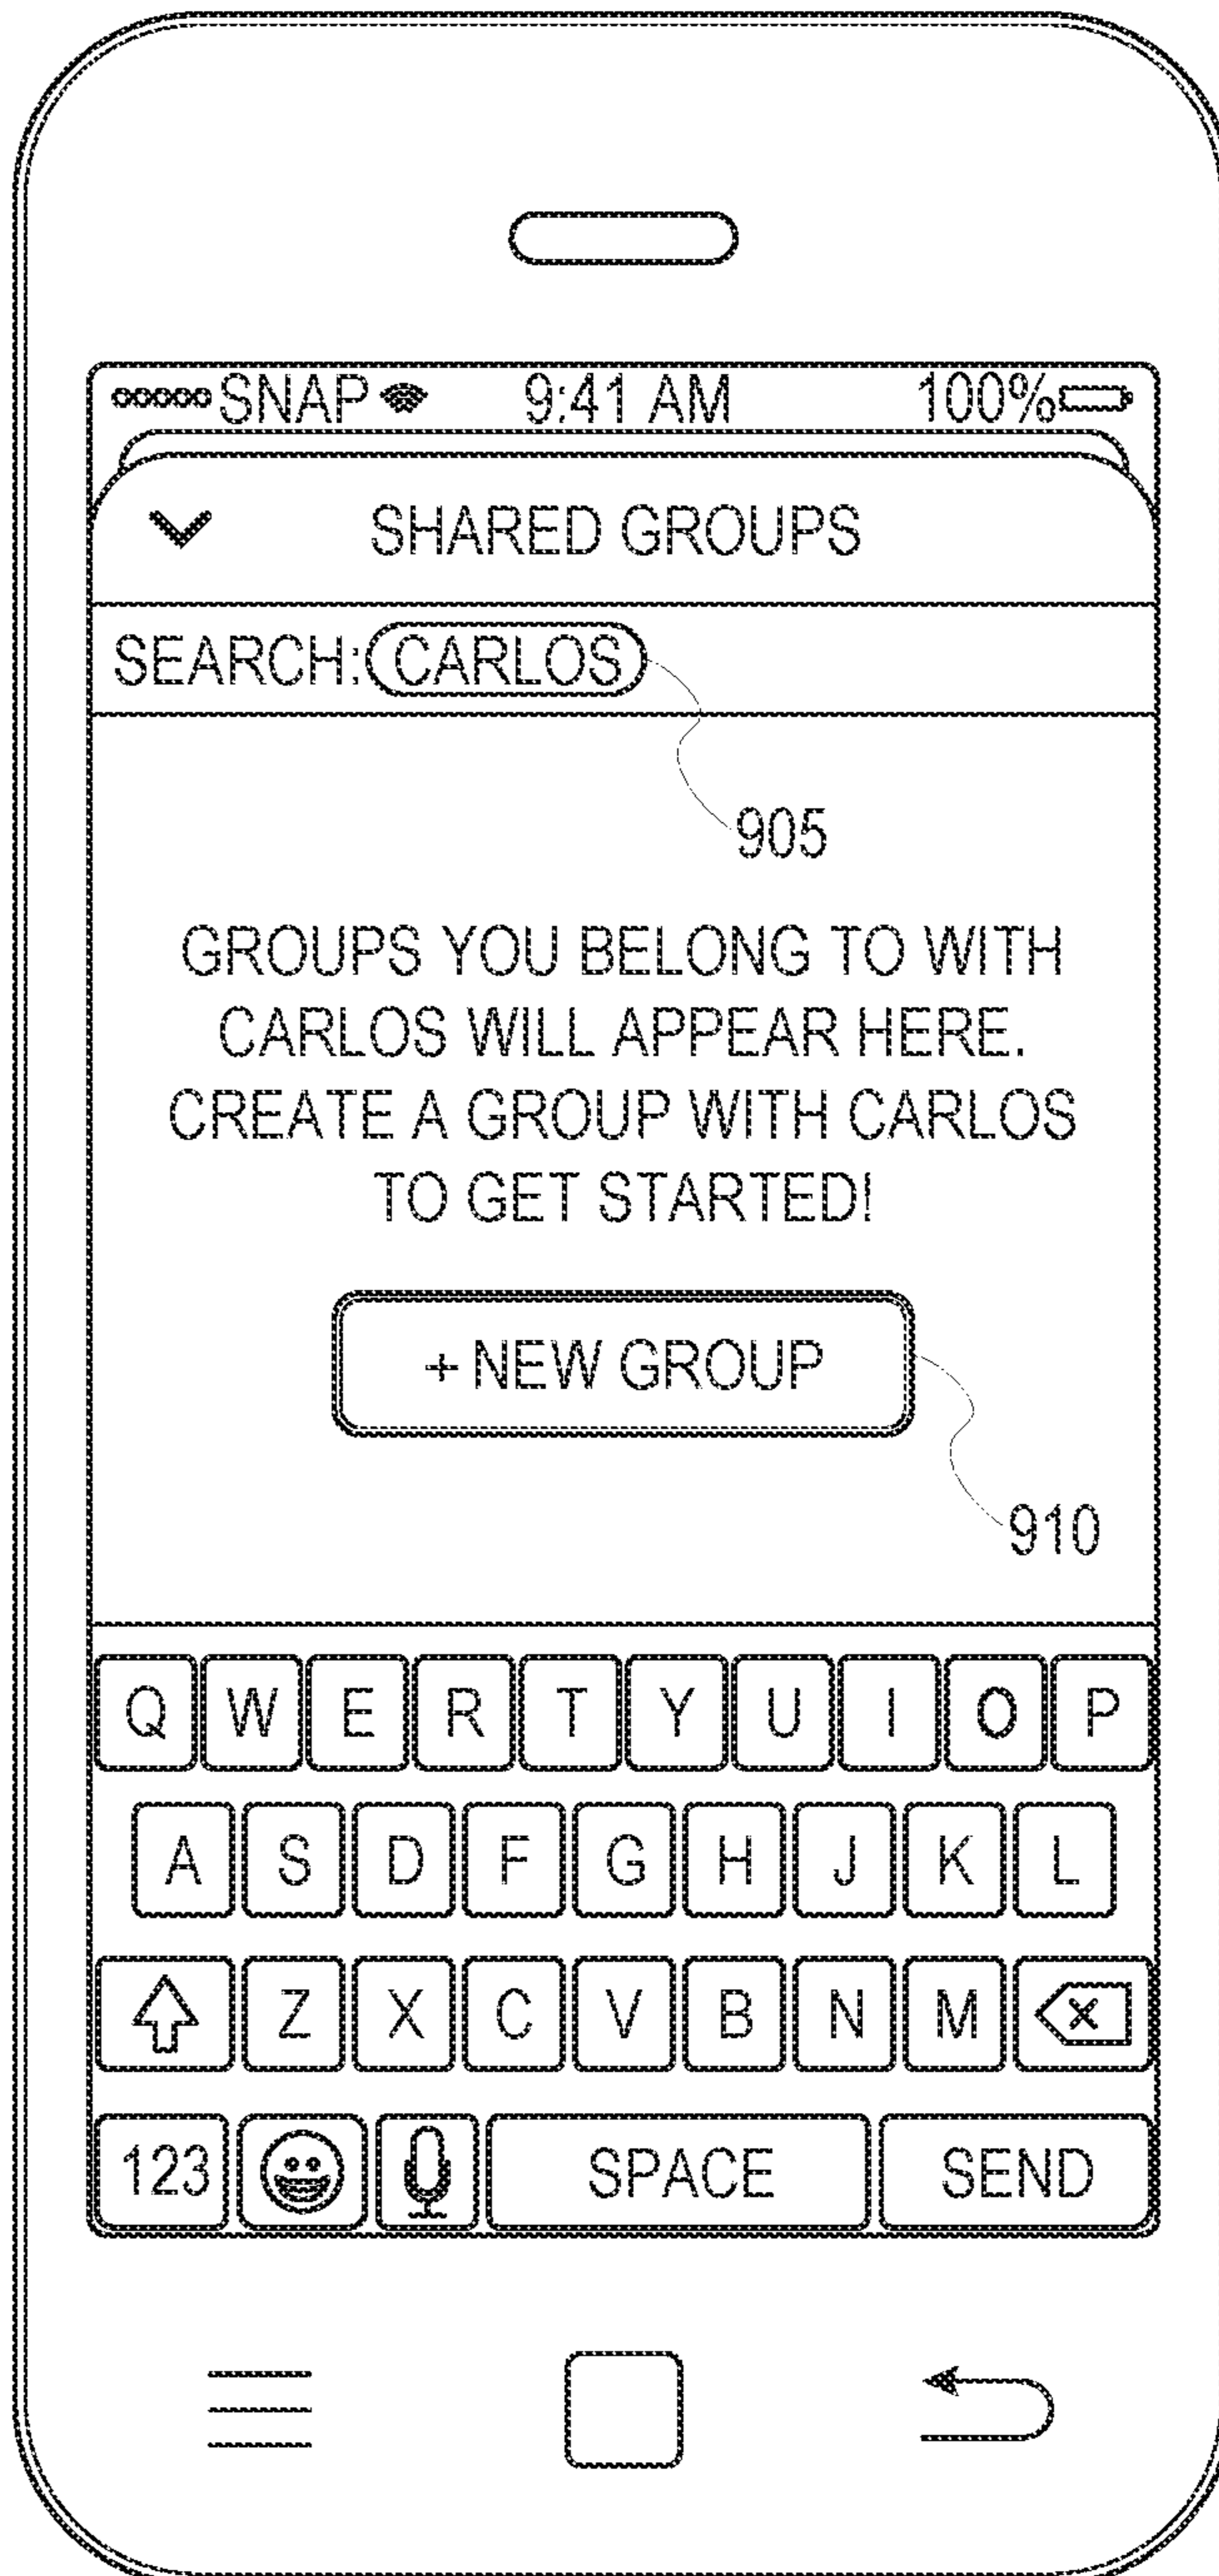 SNAP 9:41 AM 100%
SHARED GROUPS
SEARCH: CARLOS
905
GROUPS YOU BELONG TO WITH
CARLOS WILL APPEAR HERE.
CREATE A GROUP WITH CARLOS
TO GET STARTED!
+ NEW GROUP
910
Q W E R T Y U I O P
A S D F G H J K L
Z X C V B N M
123 SPACE SEND